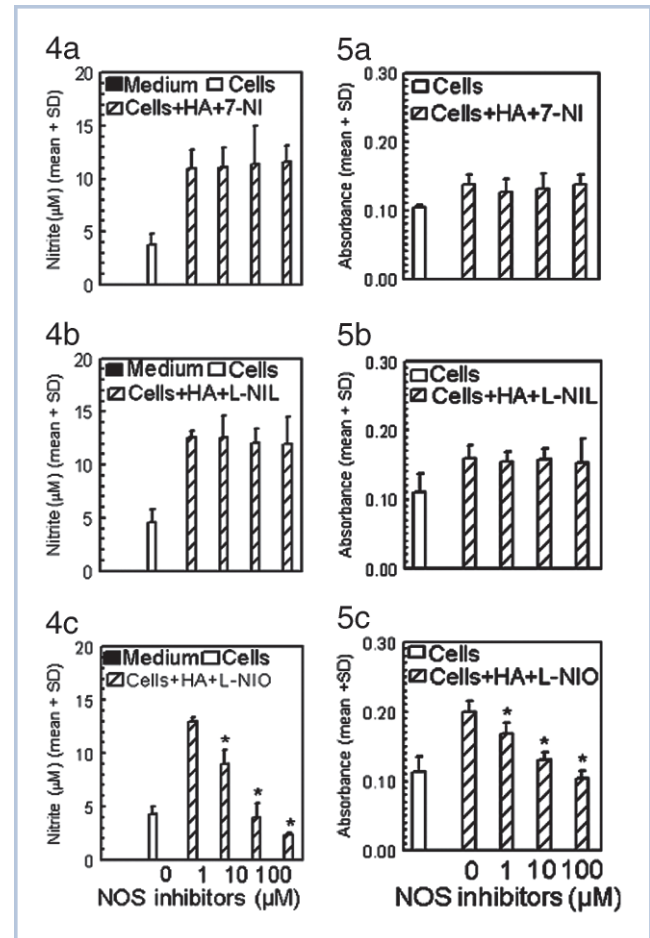 4a
Nitrite (µM) (mean + SD)
20
15
10
5
0
Medium Cells
Cells+HA+7-NI
5a
Absorbance (mean + SD)
0.30
0.20
0.10
0.00
Cells
Cells+HA+7-NI
4b
Nitrite (µM) (mean + SD)
20
15
10
5
0
Medium Cells
Cells+HA+L-NIL
5b
Absorbance (mean + SD)
0.30
0.20
0.10
0.00
Cells
Cells+HA+L-NIL
4c
Nitrite (µM) (mean + SD)
20
15
10
5
0
Medium Cells
Cells+HA+L-NIO
* * *
0 1 10 100
NOS inhibitors (µM)
5c
Absorbance (mean +SD)
0.30
0.20
0.10
0.00
Cells
Cells+HA+L-NIO
* * *
0 1 10 100
NOS inhibitors (µM)